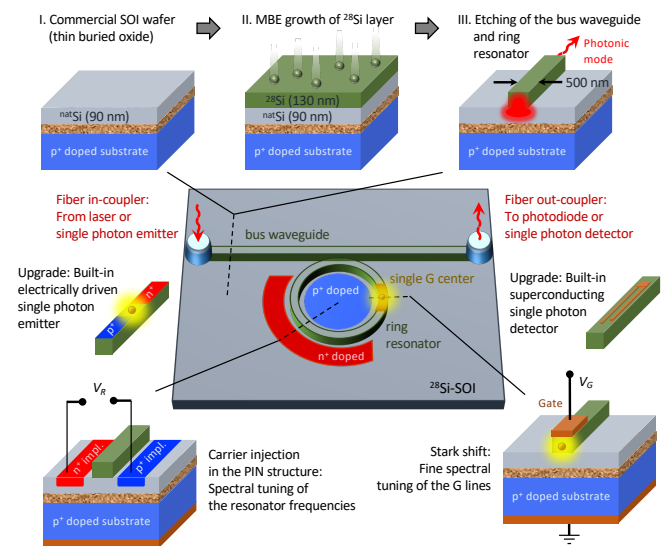 I. Commercial SOI wafer
(thin buried oxide)
II. MBE growth of ²⁸Si layer
III. Etching of the bus waveguide
and ring
resonator
Photonic
mode
500 nm
natSi (90 nm)
p⁺ doped substrate
²⁸Si (130 nm)
natSi (90 nm)
p⁺ doped substrate
p⁺ doped substrate
Fiber in-coupler:
From laser or
single photon emitter
Fiber out-coupler:
To photodiode or
single photon detector
bus waveguide
Upgrade: Built-in
electrically driven
single photon
emitter
n⁺
p⁺
p⁺ doped
single G center
ring
resonator
n⁺ doped
²⁸Si-SOI
Upgrade: Built-in
superconducting
single photon
detector
V_R
n⁺ impl.
p⁺ impl.
p⁺ doped substrate
Carrier injection
in the PIN structure:
Spectral tuning of
the resonator frequencies
Stark shift:
Fine spectral
tuning of the G lines
V_G
Gate
p⁺ doped substrate